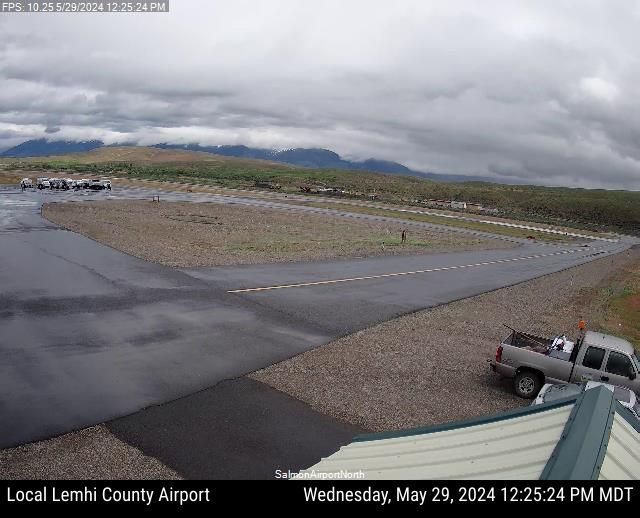 FPS: 10.25 5/29/2024 12:25:24 PM
SalmonAirportNorth
Local Lemhi County Airport Wednesday, May 29, 2024 12:25:24 PM MDT